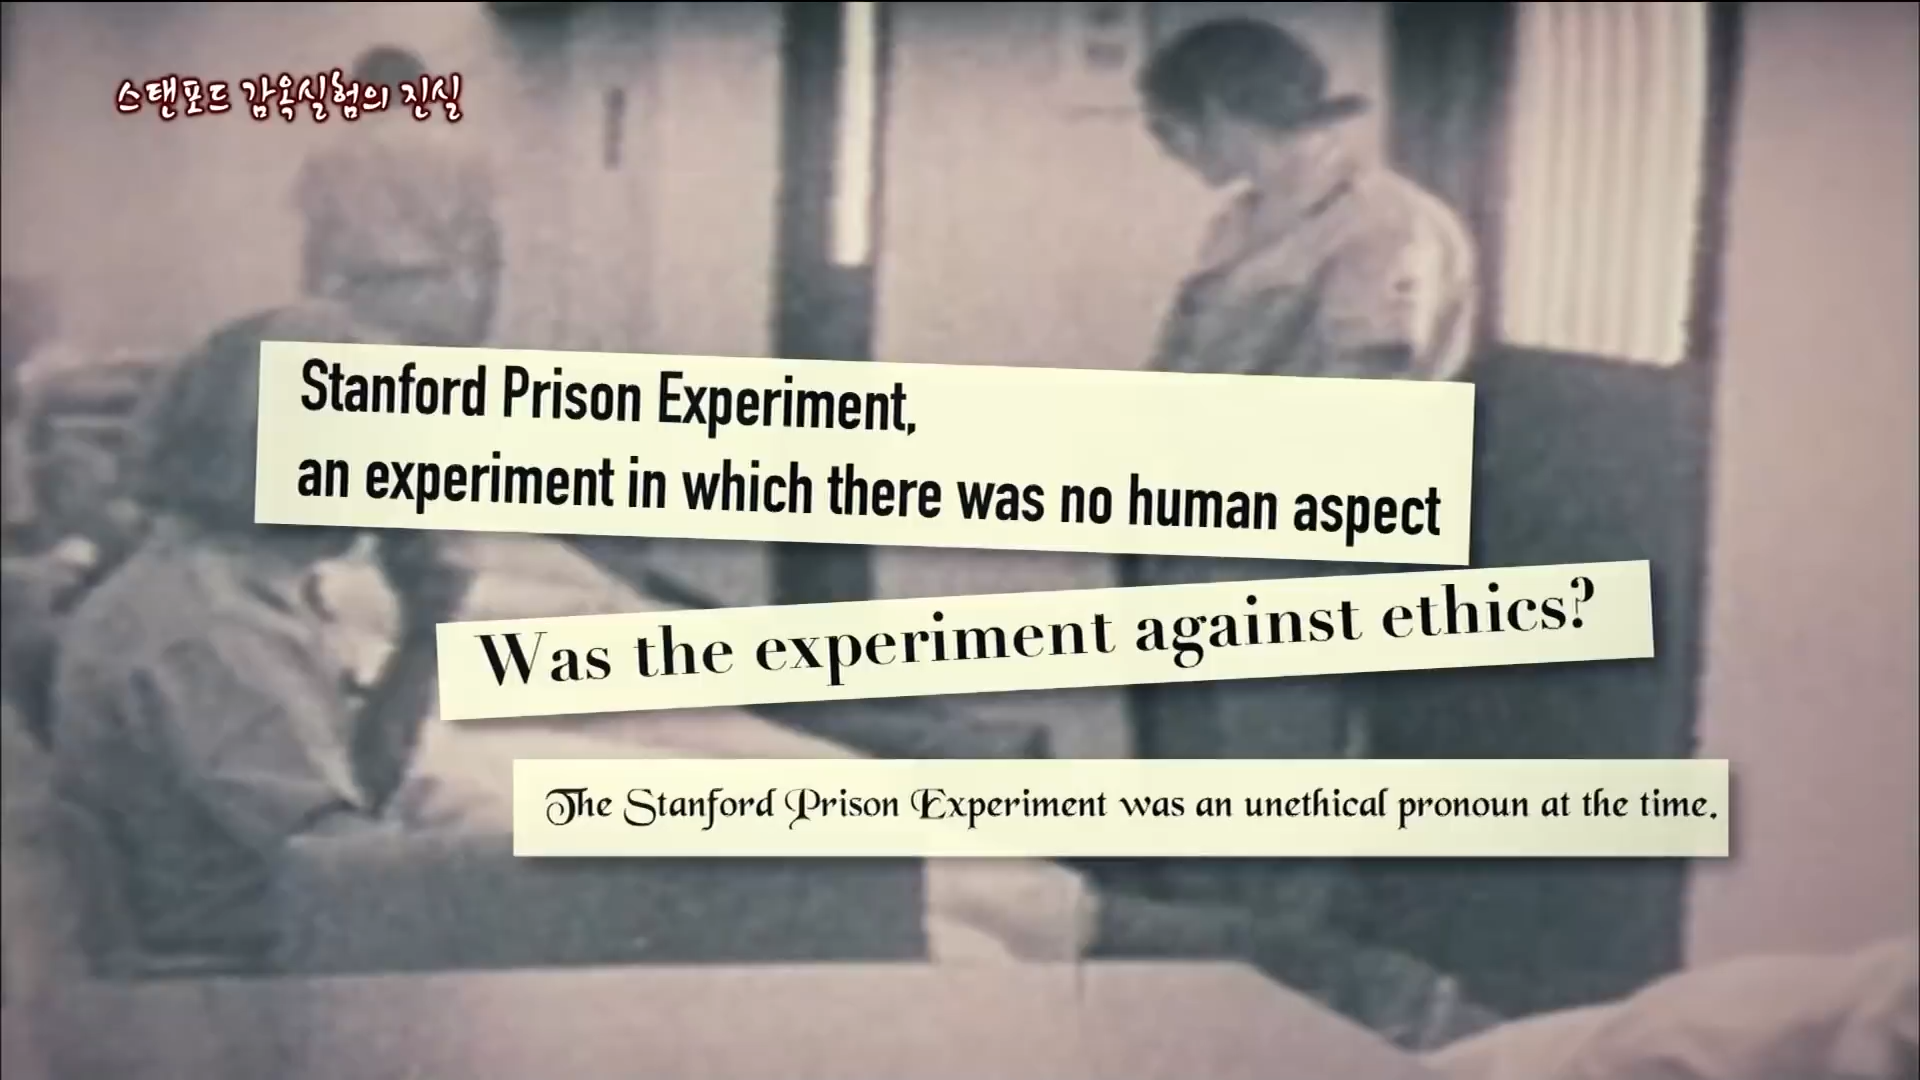 스탠포드 감옥실험의 진실
Stanford Prison Experiment,
an experiment in which there was no human aspect
Was the experiment against ethics?
The Stanford Prison Experiment was an unethical pronoun at the time.